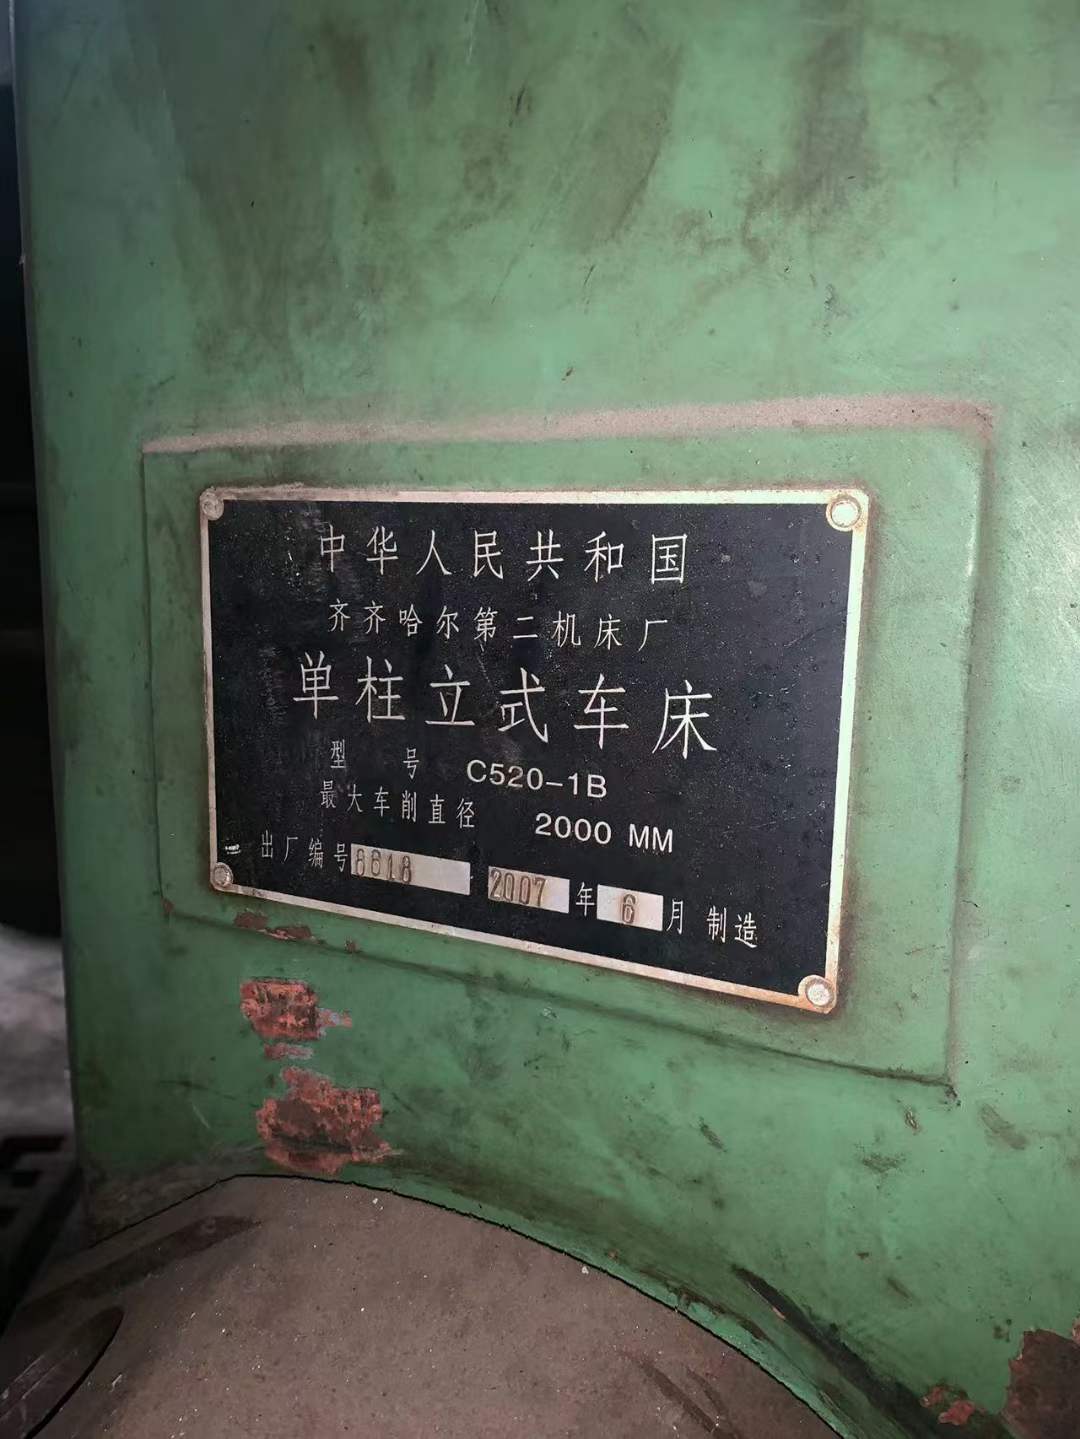 中华人民共和国
齐齐哈尔第二机床厂
单柱立式车床
型 号 C520-1B
最大车削直径 2000 MM
出厂编号 8618 2007 年 6 月 制造